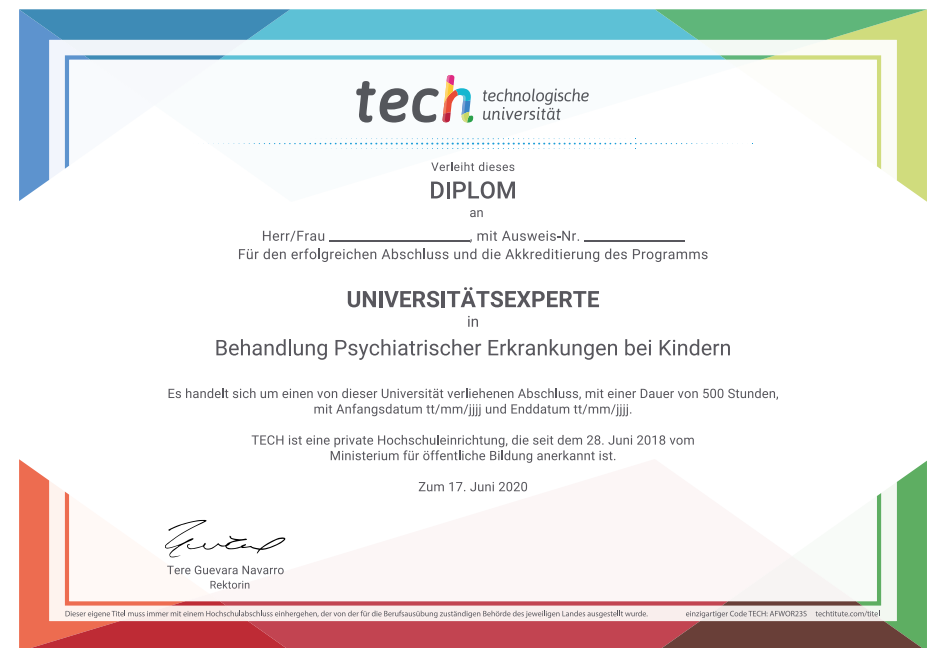 tech technologische
universität
Verleiht dieses
DIPLOM
an
Herr/Frau ____________________, mit Ausweis-Nr. ______________
Für den erfolgreichen Abschluss und die Akkreditierung des Programms
UNIVERSITÄTSEXPERTE
in
Behandlung Psychiatrischer Erkrankungen bei Kindern
Es handelt sich um einen von dieser Universität verliehenen Abschluss, mit einer Dauer von 500 Stunden,
mit Anfangsdatum tt/mm/jjjj und Enddatum tt/mm/jjjj.
TECH ist eine private Hochschuleinrichtung, die seit dem 28. Juni 2018 vom
Ministerium für öffentliche Bildung anerkannt ist.
Zum 17. Juni 2020
Tere Guevara Navarro
Rektorin
Dieser eigene Titel muss immer mit einem Hochschulabschluss einhergehen, der von der für die Berufsausübung zuständigen Behörde des jeweiligen Landes ausgestellt wurde. einzigartiger Code TECH: AFWOR23S techtitute.com/titel